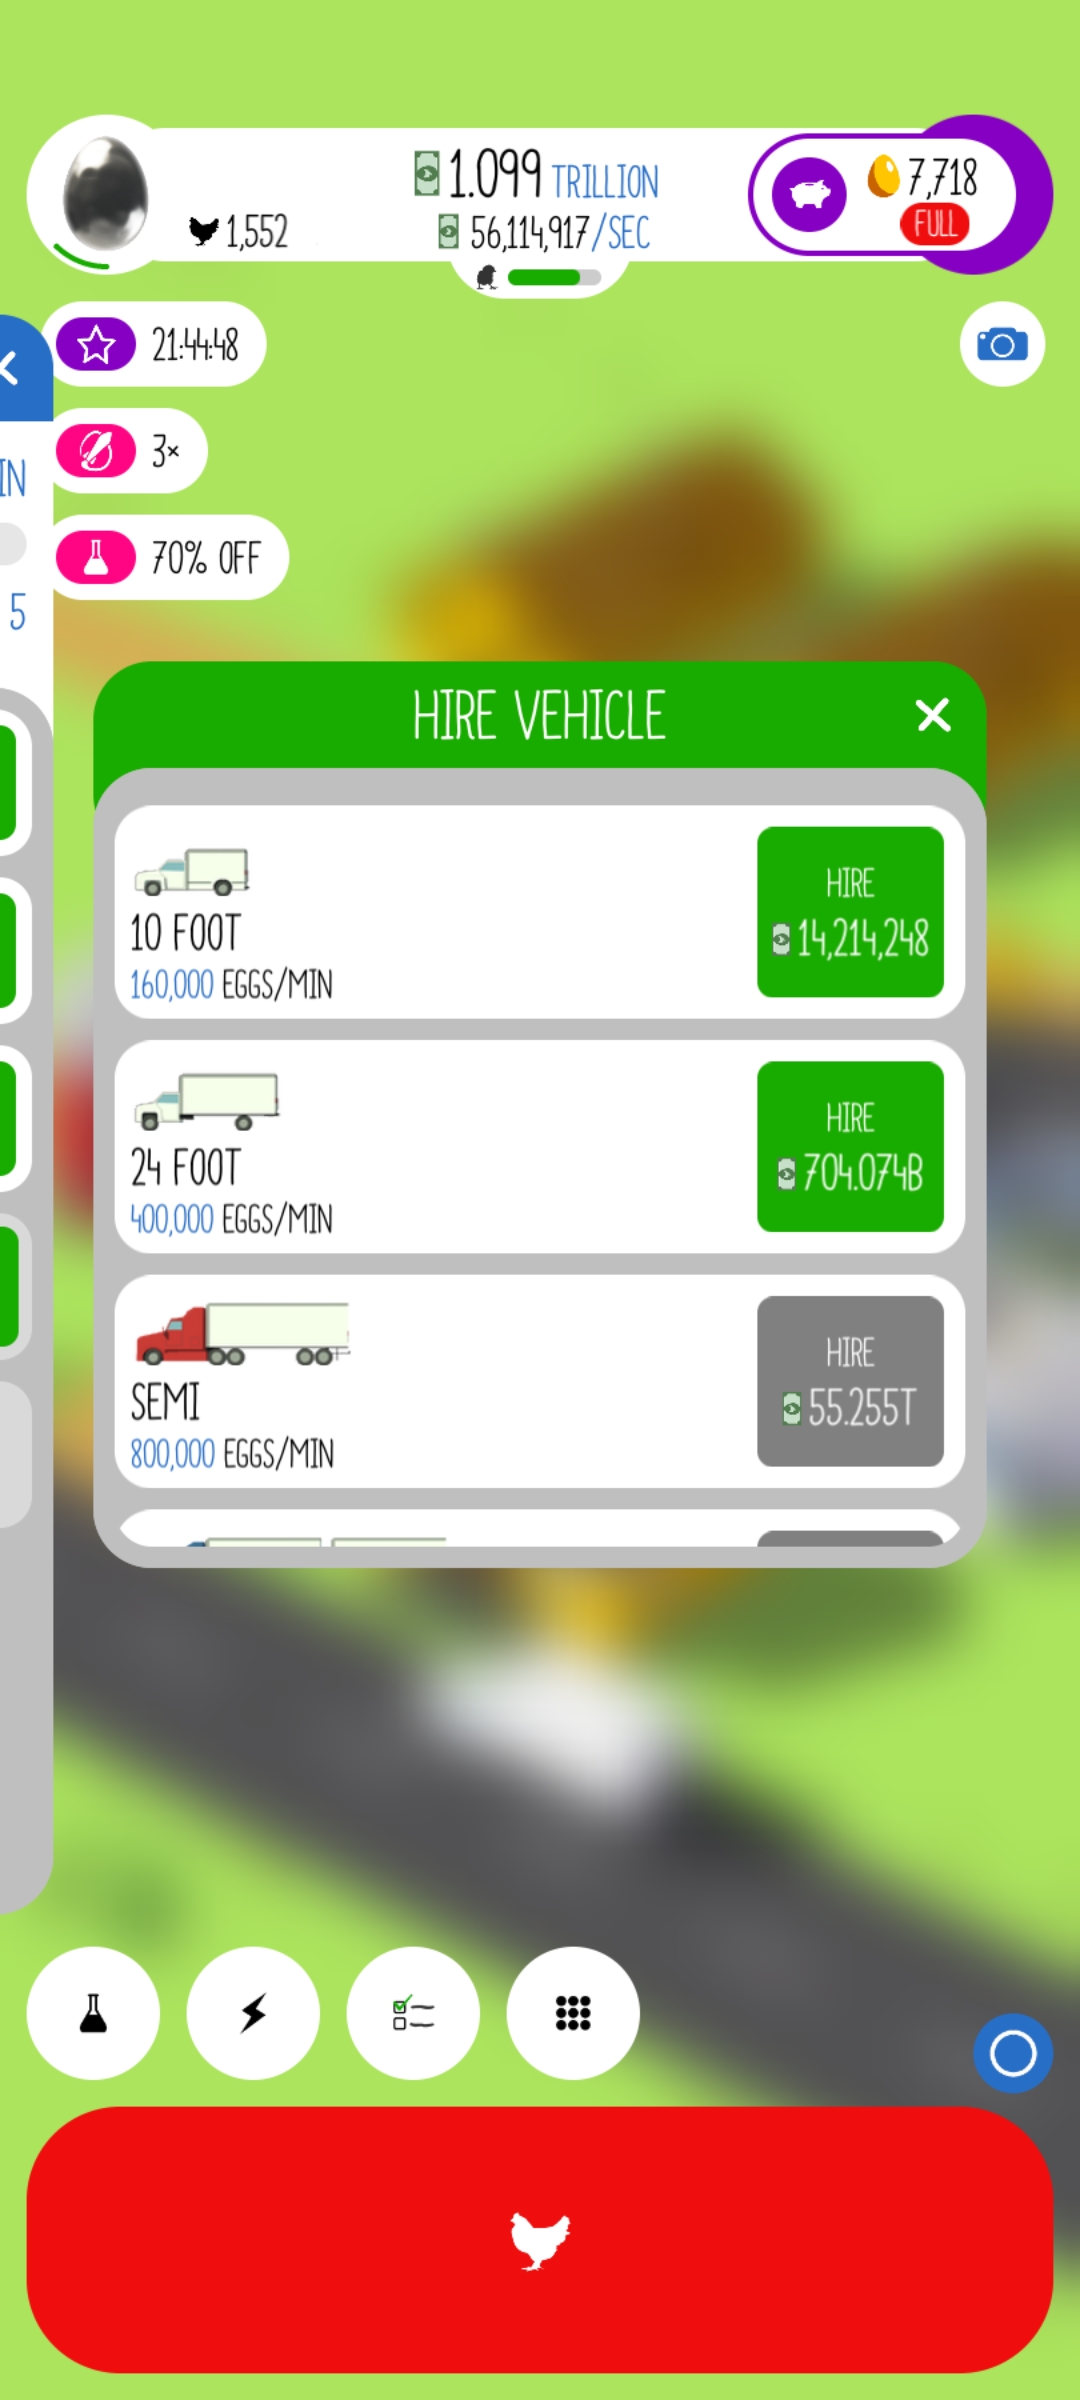 1.099 TRILLION
7,718
1,552
56,114,917/SEC
FULL
21:44:48
3×
IN
70% OFF
5
HIRE VEHICLE
10 FOOT
160,000 EGGS/MIN
HIRE
14,214,248
24 FOOT
400,000 EGGS/MIN
HIRE
704.074B
SEMI
800,000 EGGS/MIN
HIRE
55.255T